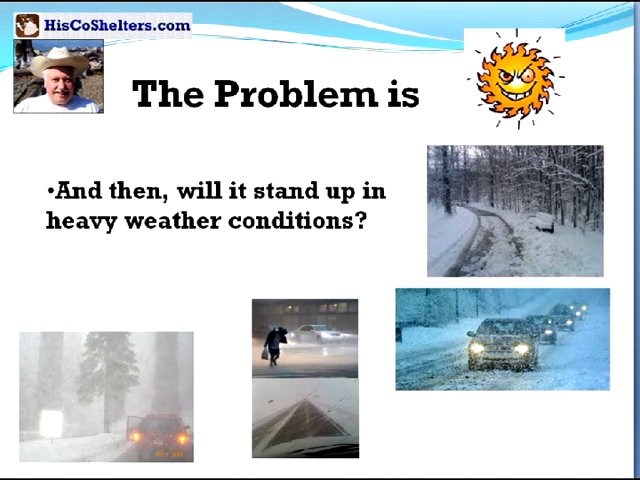 HisCoShelters.com
The Problem is
•And then, will it stand up in
heavy weather conditions?